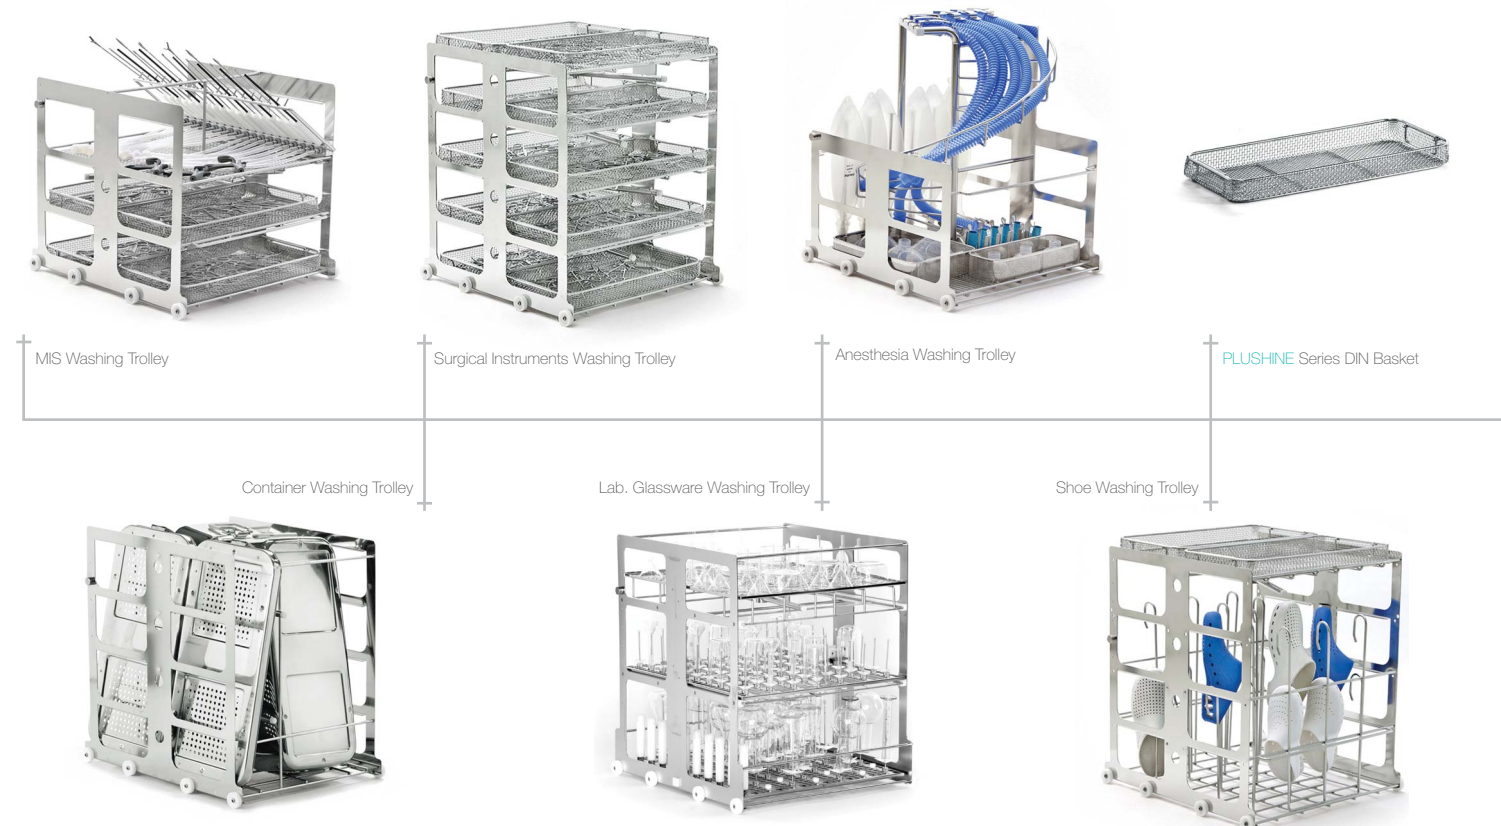 MIS Washing Trolley
Surgical Instruments Washing Trolley
Anesthesia Washing Trolley
PLUSHINE Series DIN Basket
Container Washing Trolley
Lab. Glassware Washing Trolley
Shoe Washing Trolley